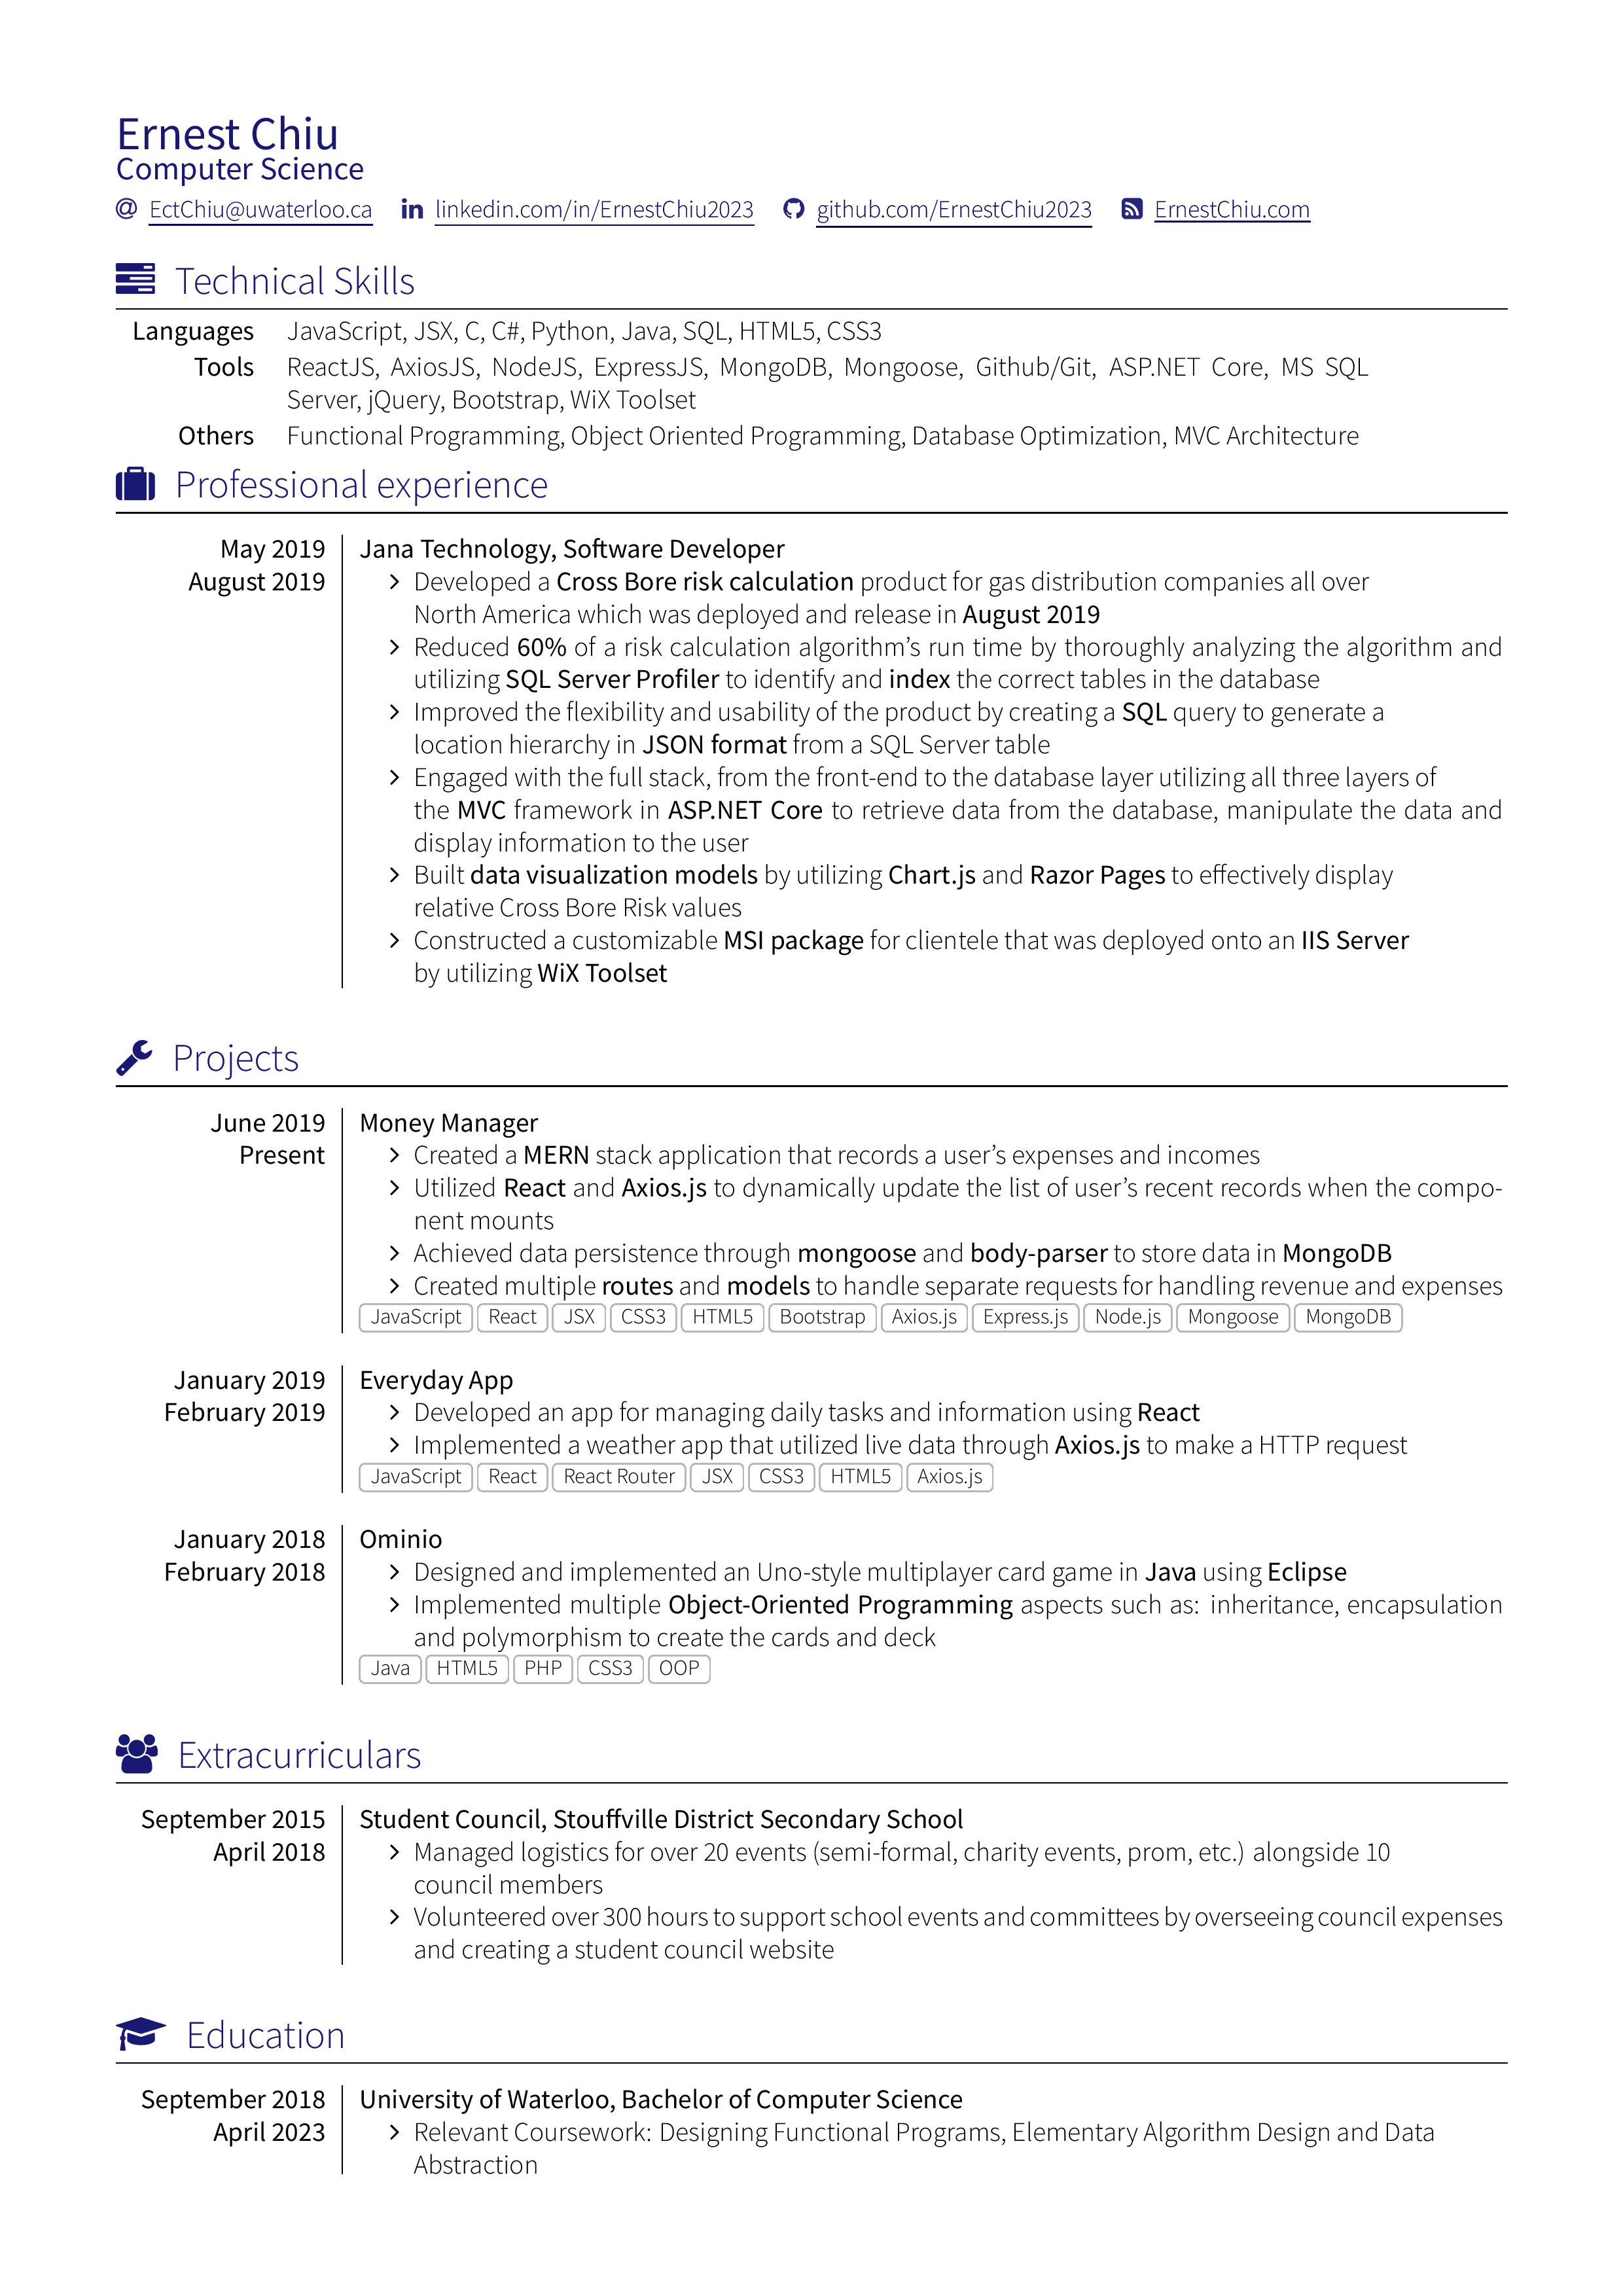 Ernest Chiu
Computer Science
EctChiu@uwaterloo.ca linkedin.com/in/ErnestChiu2023 github.com/ErnestChiu2023 ErnestChiu.com
Technical Skills
Languages JavaScript, JSX, C, C#, Python, Java, SQL, HTML5, CSS3
Tools ReactJS, AxiosJS, NodeJS, ExpressJS, MongoDB, Mongoose, Github/Git, ASP.NET Core, MS SQL
Server, jQuery, Bootstrap, WiX Toolset
Others Functional Programming, Object Oriented Programming, Database Optimization, MVC Architecture
Professional experience
May 2019 Jana Technology, Software Developer
August 2019 › Developed a Cross Bore risk calculation product for gas distribution companies all over
North America which was deployed and release in August 2019
› Reduced 60% of a risk calculation algorithm's run time by thoroughly analyzing the algorithm and
utilizing SQL Server Profiler to identify and index the correct tables in the database
› Improved the flexibility and usability of the product by creating a SQL query to generate a
location hierarchy in JSON format from a SQL Server table
› Engaged with the full stack, from the front-end to the database layer utilizing all three layers of
the MVC framework in ASP.NET Core to retrieve data from the database, manipulate the data and
display information to the user
› Built data visualization models by utilizing Chart.js and Razor Pages to effectively display
relative Cross Bore Risk values
› Constructed a customizable MSI package for clientele that was deployed onto an IIS Server
by utilizing WiX Toolset
Projects
June 2019 Money Manager
Present › Created a MERN stack application that records a user's expenses and incomes
› Utilized React and Axios.js to dynamically update the list of user's recent records when the compo-
nent mounts
› Achieved data persistence through mongoose and body-parser to store data in MongoDB
› Created multiple routes and models to handle separate requests for handling revenue and expenses
JavaScript React JSX CSS3 HTML5 Bootstrap Axios.js Express.js Node.js Mongoose MongoDB
January 2019 Everyday App
February 2019 › Developed an app for managing daily tasks and information using React
› Implemented a weather app that utilized live data through Axios.js to make a HTTP request
JavaScript React React Router JSX CSS3 HTML5 Axios.js
January 2018 Ominio
February 2018 › Designed and implemented an Uno-style multiplayer card game in Java using Eclipse
› Implemented multiple Object-Oriented Programming aspects such as: inheritance, encapsulation
and polymorphism to create the cards and deck
Java HTML5 PHP CSS3 OOP
Extracurriculars
September 2015 Student Council, Stouffville District Secondary School
April 2018 › Managed logistics for over 20 events (semi-formal, charity events, prom, etc.) alongside 10
council members
› Volunteered over 300 hours to support school events and committees by overseeing council expenses
and creating a student council website
Education
September 2018 University of Waterloo, Bachelor of Computer Science
April 2023 › Relevant Coursework: Designing Functional Programs, Elementary Algorithm Design and Data
Abstraction